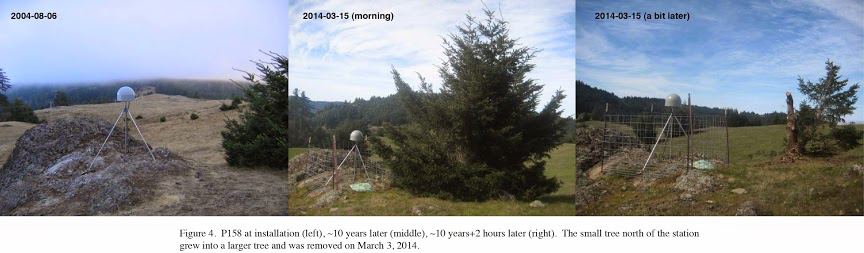 2004-08-06
2014-03-15 (morning)
2014-03-15 (a bit later)
Figure 4.  P158 at installation (left), ~10 years later (middle), ~10 years+2 hours later (right).  The small tree north of the station
grew into a larger tree and was removed on March 3, 2014.